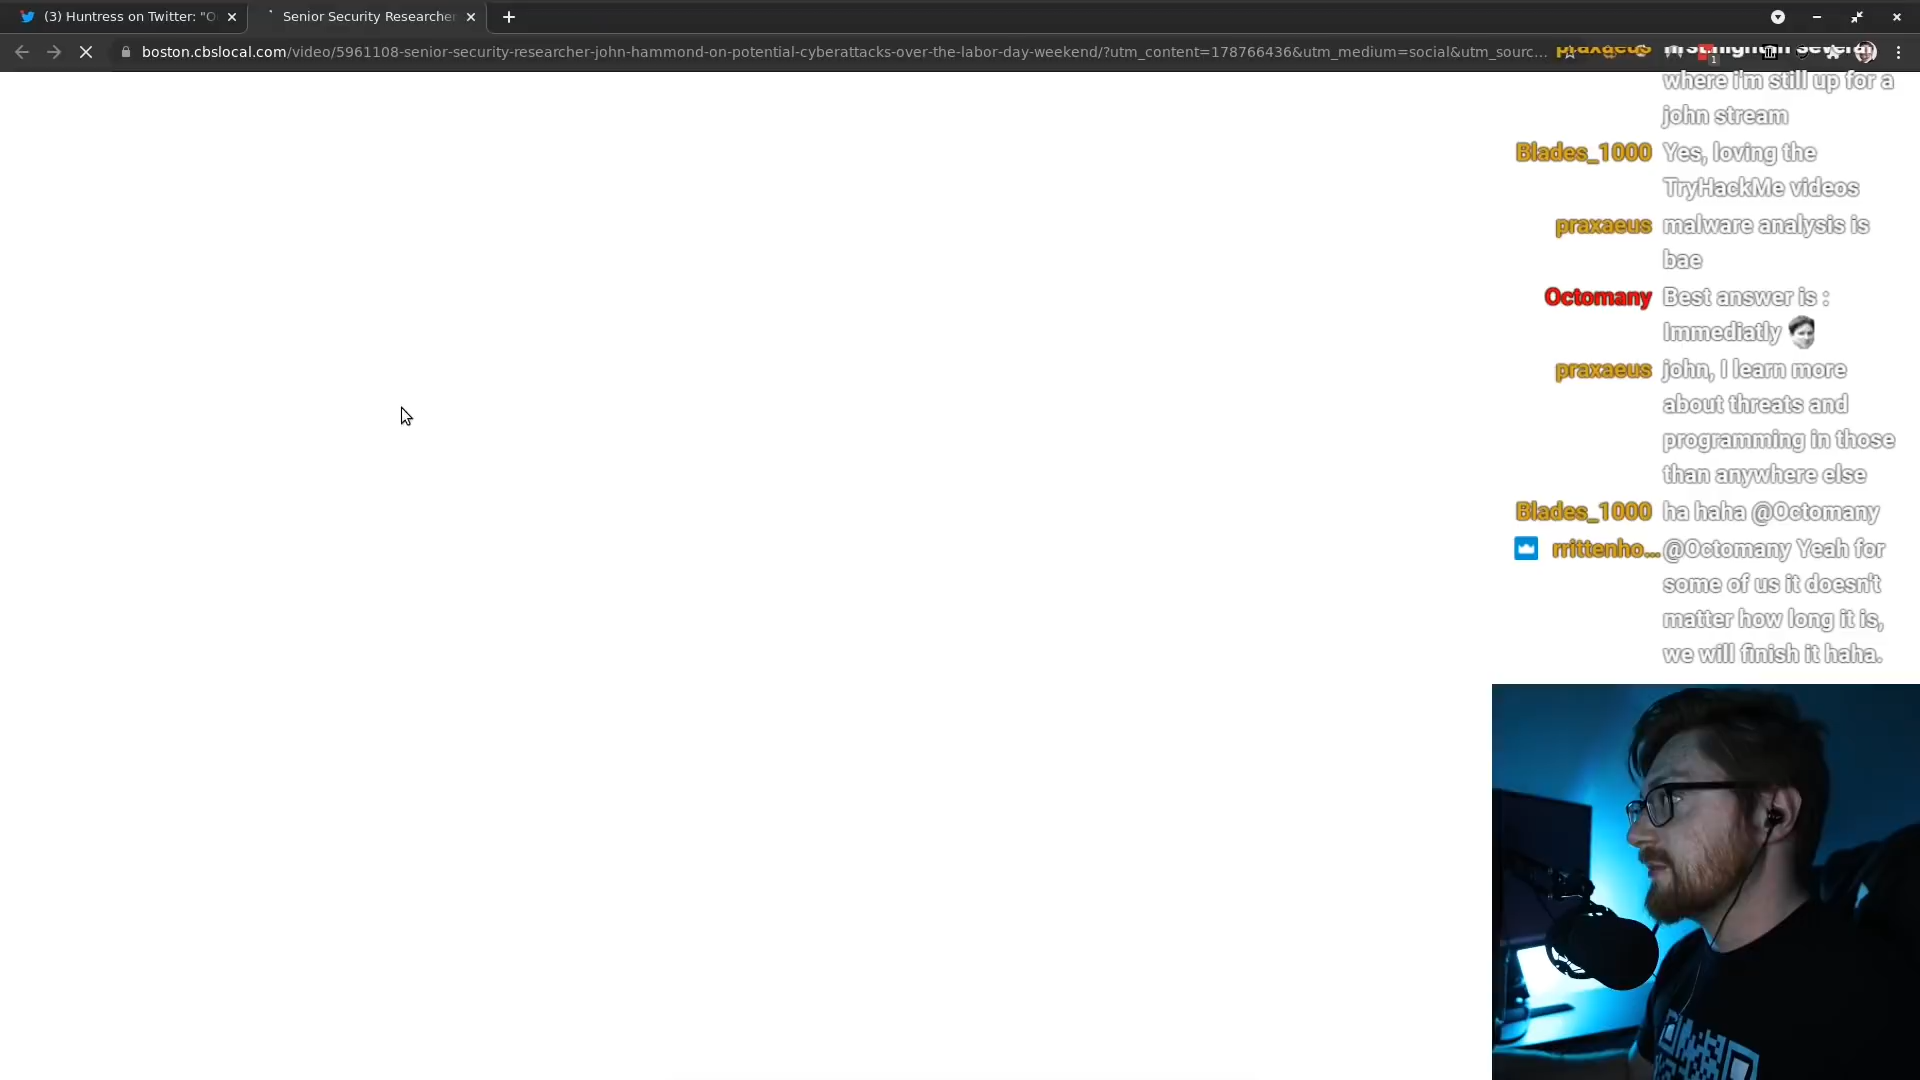 (3) Huntress on Twitter: "O
Senior Security Researcher
boston.cbslocal.com/video/5961108-senior-security-researcher-john-hammond-on-potential-cyberattacks-over-the-labor-day-weekend/?utm_content=178766436&utm_medium=social&utm_sourc...
1
praxaeus
where i'm still up for a
john stream
Blades_1000 Yes, loving the
TryHackMe videos
praxaeus malware analysis is
bae
Octomany Best answer is :
Immediatly
praxaeus john, I learn more
about threats and
programming in those
than anywhere else
Blades_1000 ha haha @Octomany
rrittenho... @Octomany Yeah for
some of us it doesn't
matter how long it is,
we will finish it haha.